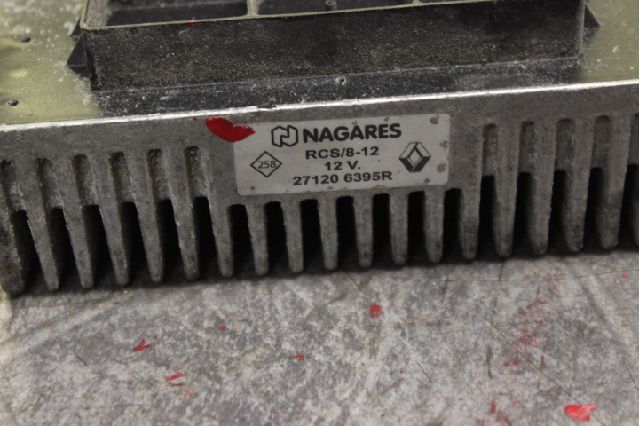 NAGARES
RCS/8-12
258
12 V.
27120 6395R